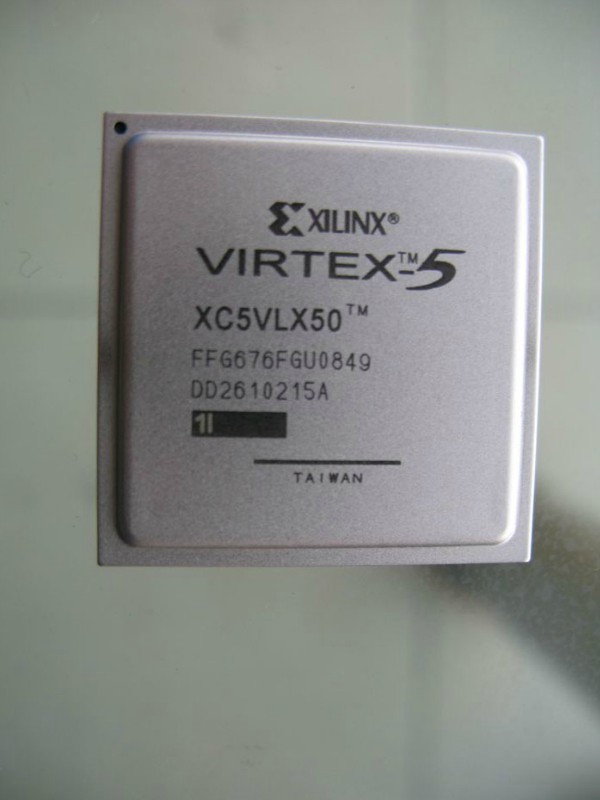 XILINX®
VIRTEX™-5
XC5VLX50™
FFG676FGU0849
DD2610215A
1I
TAIWAN